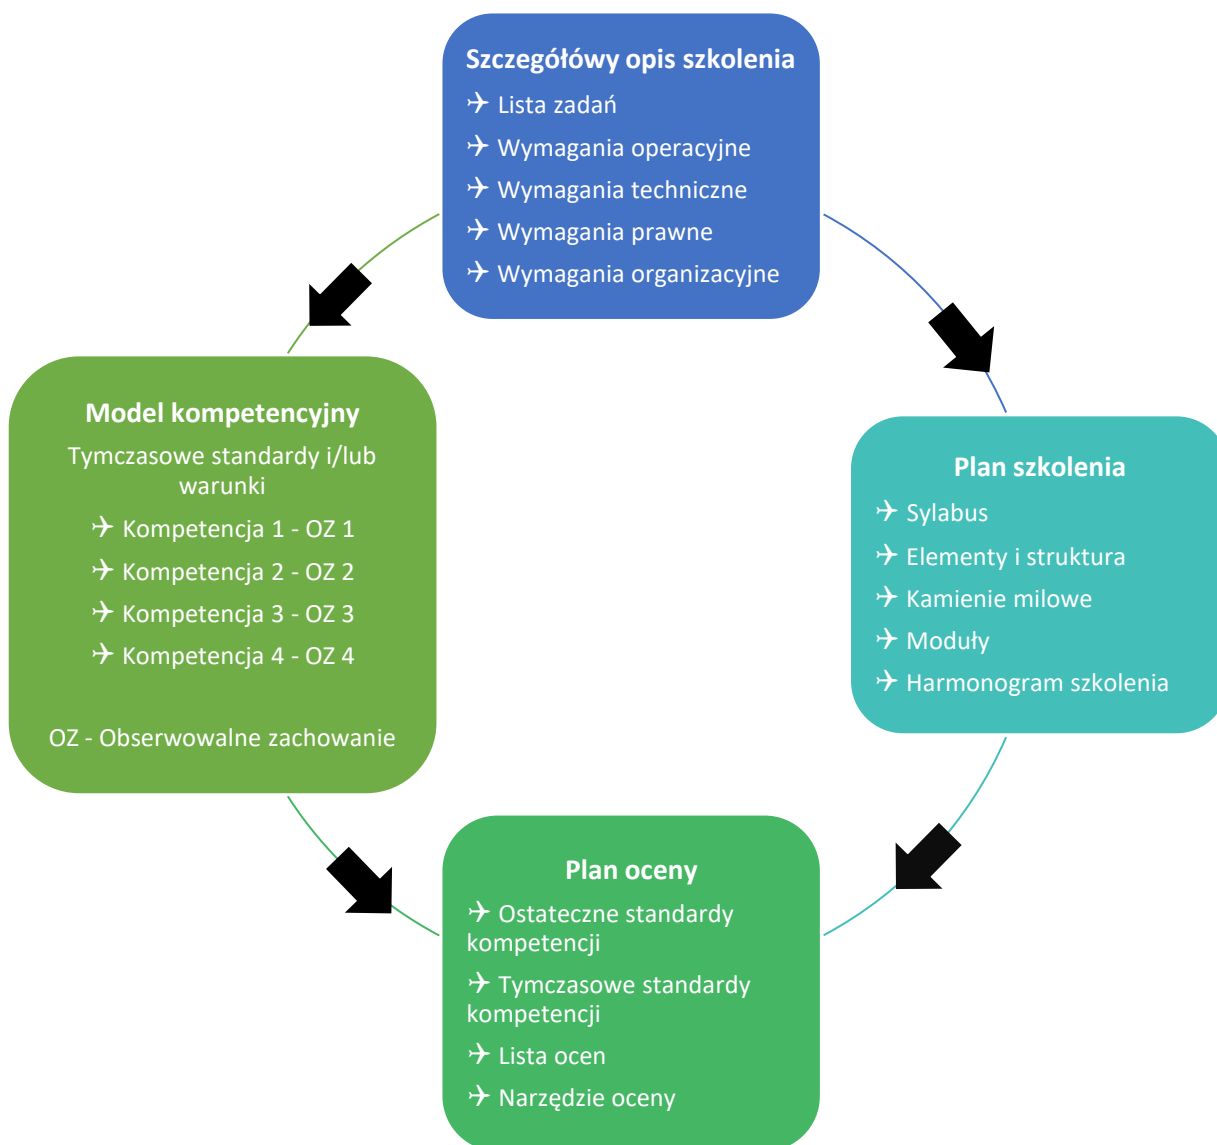 Szczegółówy opis szkolenia
✈ Lista zadań
✈ Wymagania operacyjne
✈ Wymagania techniczne
✈ Wymagania prawne
✈ Wymagania organizacyjne
Model kompetencyjny
Tymczasowe standardy i/lub
warunki
✈ Kompetencja 1 - OZ 1
✈ Kompetencja 2 - OZ 2
✈ Kompetencja 3 - OZ 3
✈ Kompetencja 4 - OZ 4
OZ - Obserwowalne zachowanie
Plan szkolenia
✈ Sylabus
✈ Elementy i struktura
✈ Kamienie milowe
✈ Moduły
✈ Harmonogram szkolenia
Plan oceny
✈ Ostateczne standardy
kompetencji
✈ Tymczasowe standardy
kompetencji
✈ Lista ocen
✈ Narzędzie oceny